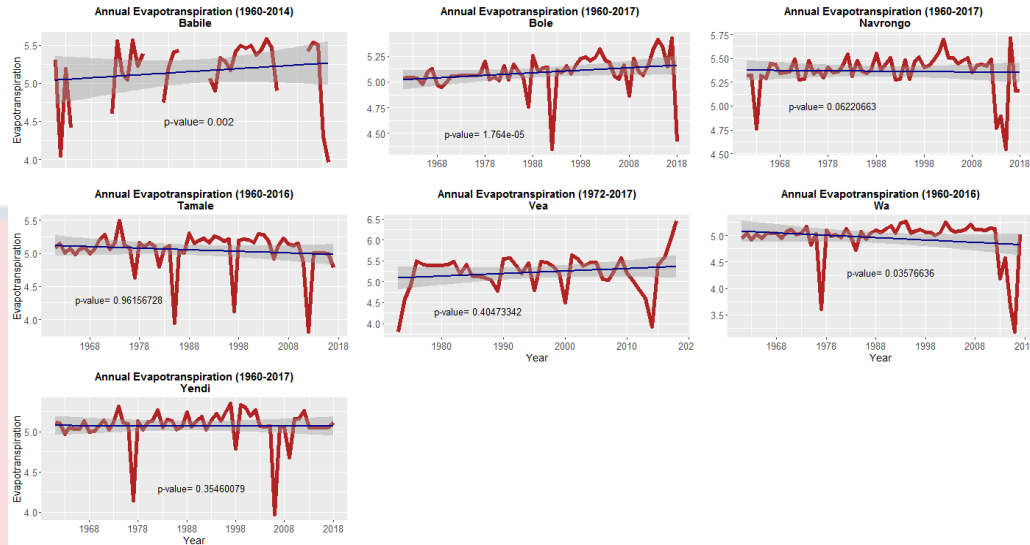 Annual Evapotranspiration (1960-2014)
Babile
Evapotranspiration
5.5
5.0
4.5
4.0
p-value= 0.002
Annual Evapotranspiration (1960-2017)
Bole
5.25
5.00
4.75
4.50
p-value= 1.764e-05
1968
1978
1988
1998
2008
2018
Annual Evapotranspiration (1960-2017)
Navrongo
5.75
5.50
5.25
5.00
4.75
4.50
p-value= 0.06220663
1968
1978
1988
1998
2008
2018
Annual Evapotranspiration (1960-2016)
Tamale
Evapotranspiration
5.5
5.0
4.5
4.0
p-value= 0.96156728
1968
1978
1988
1998
2008
2018
Annual Evapotranspiration (1972-2017)
Vea
6.5
6.0
5.5
5.0
4.5
4.0
p-value= 0.40473342
1980
1990
2000
2010
202
Year
Annual Evapotranspiration (1960-2016)
Wa
5.0
4.5
4.0
3.5
p-value= 0.03576636
1968
1978
1988
1998
2008
201
Year
Annual Evapotranspiration (1960-2017)
Yendi
Evapotranspiration
5.0
4.5
4.0
p-value= 0.35460079
1968
1978
1988
1998
2008
2018
Year